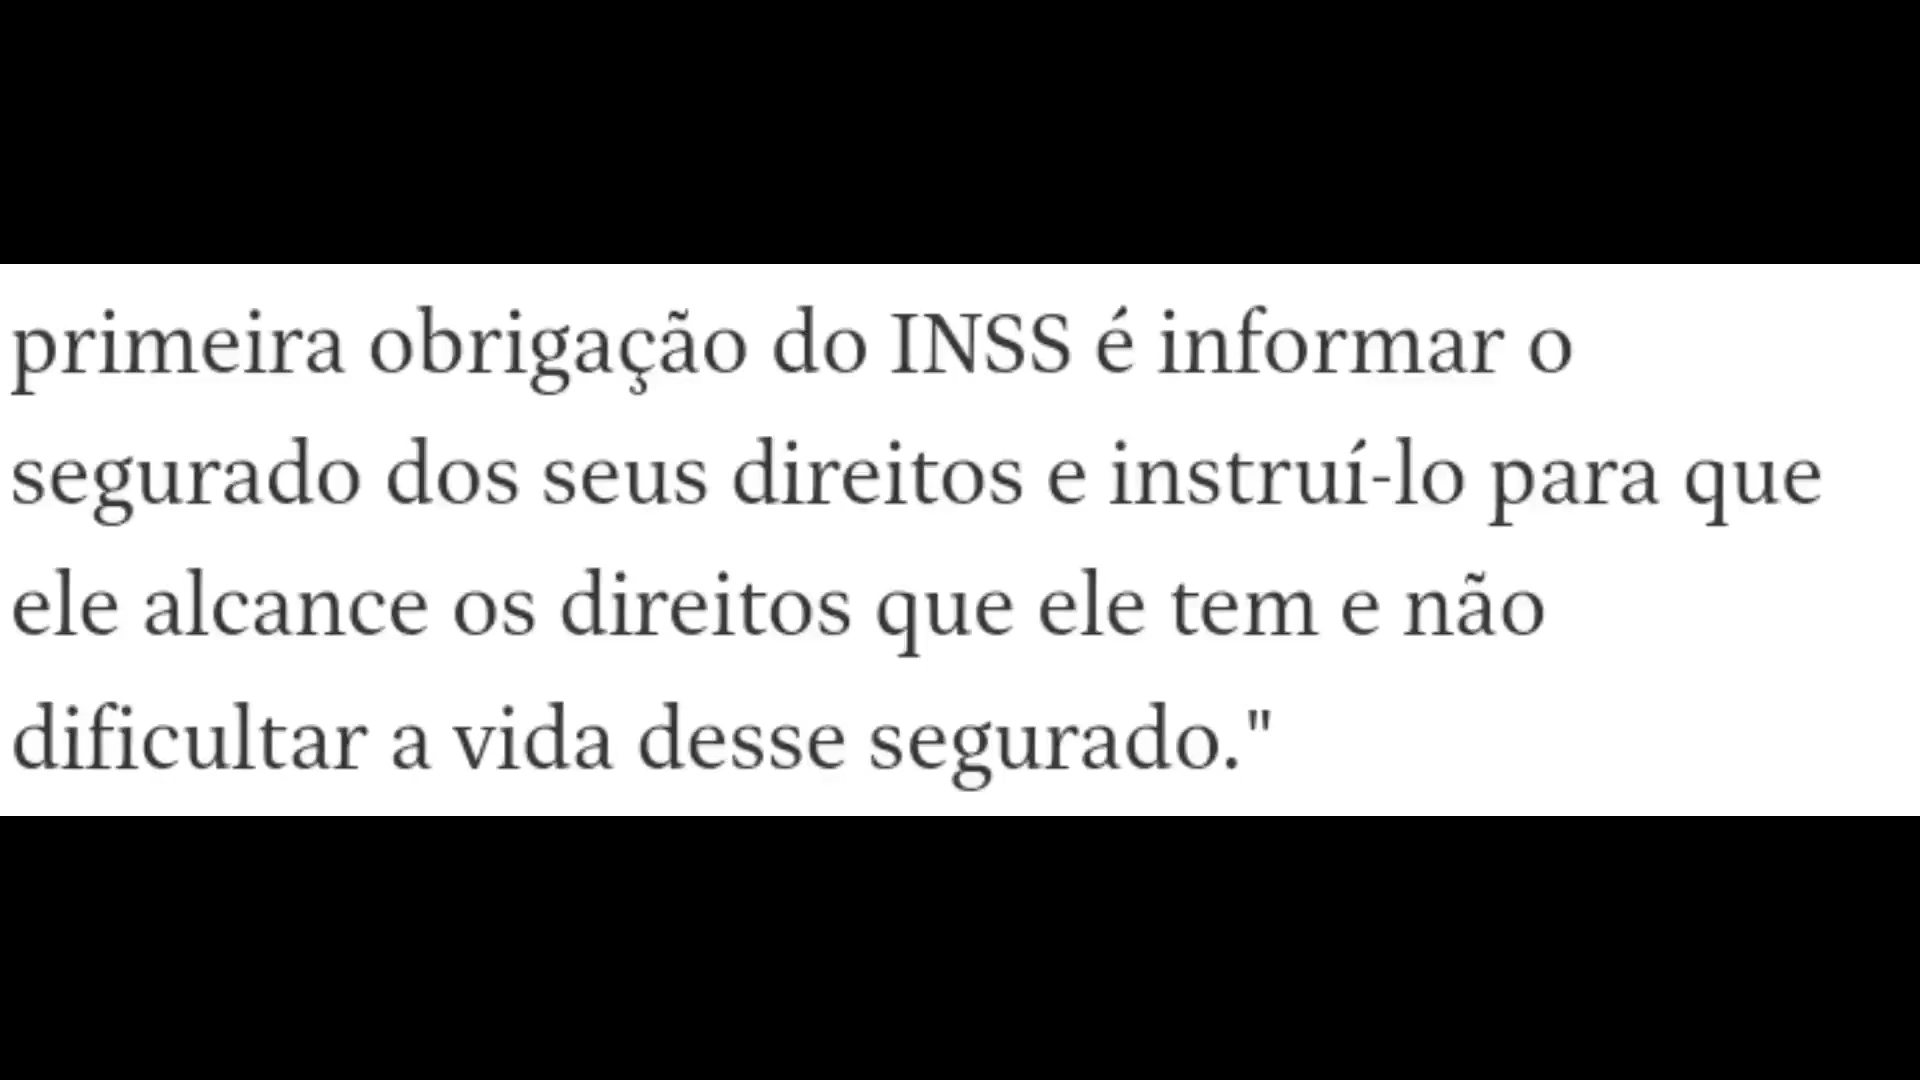 primeira obrigação do INSS é informar o
segurado dos seus direitos e instruí-lo para que
ele alcance os direitos que ele tem e não
dificultar a vida desse segurado."